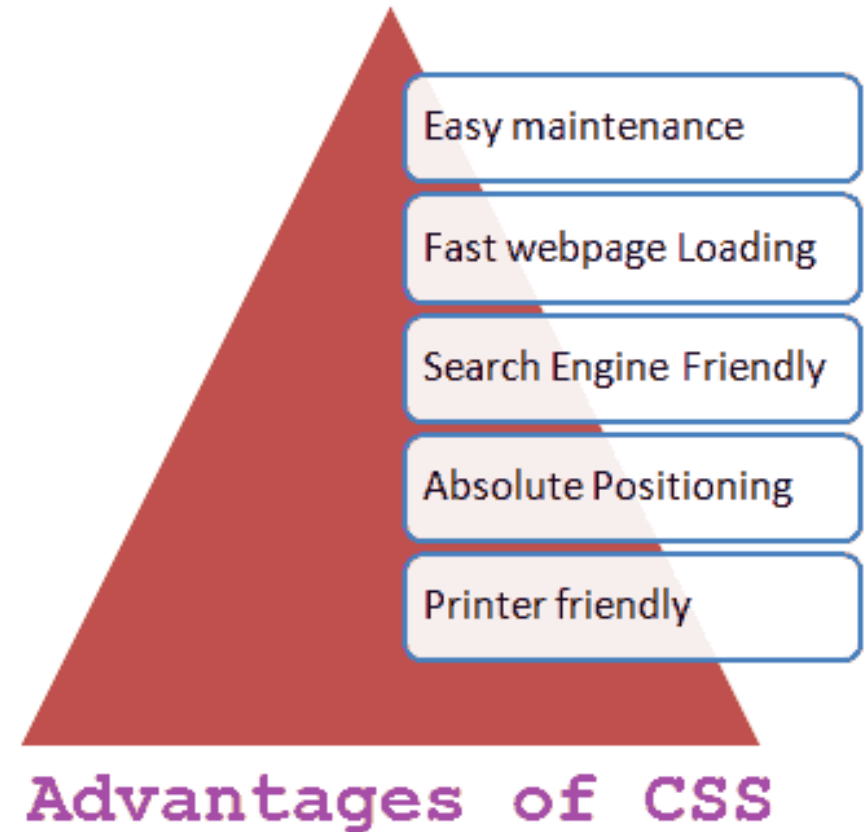 Easy maintenance
Fast webpage Loading
Search Engine Friendly
Absolute Positioning
Printer friendly
Advantages of CSS